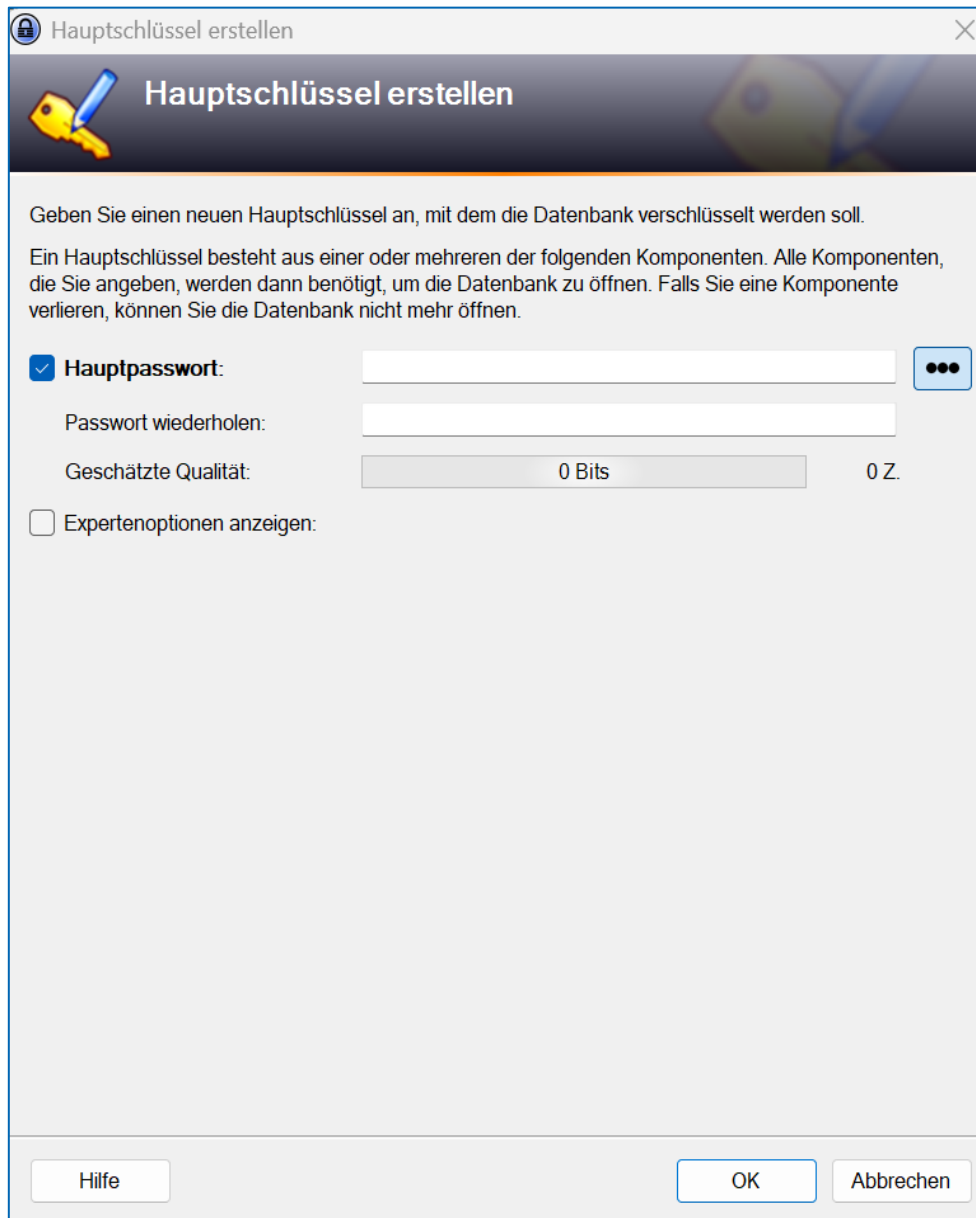 Hauptschlüssel erstellen
Hauptschlüssel erstellen
Geben Sie einen neuen Hauptschlüssel an, mit dem die Datenbank verschlüsselt werden soll.
Ein Hauptschlüssel besteht aus einer oder mehreren der folgenden Komponenten. Alle Komponenten,
die Sie angeben, werden dann benötigt, um die Datenbank zu öffnen. Falls Sie eine Komponente
verlieren, können Sie die Datenbank nicht mehr öffnen.
Hauptpasswort:
Passwort wiederholen:
Geschätzte Qualität: 0 Bits 0 Z.
Expertenoptionen anzeigen:
Hilfe OK Abbrechen